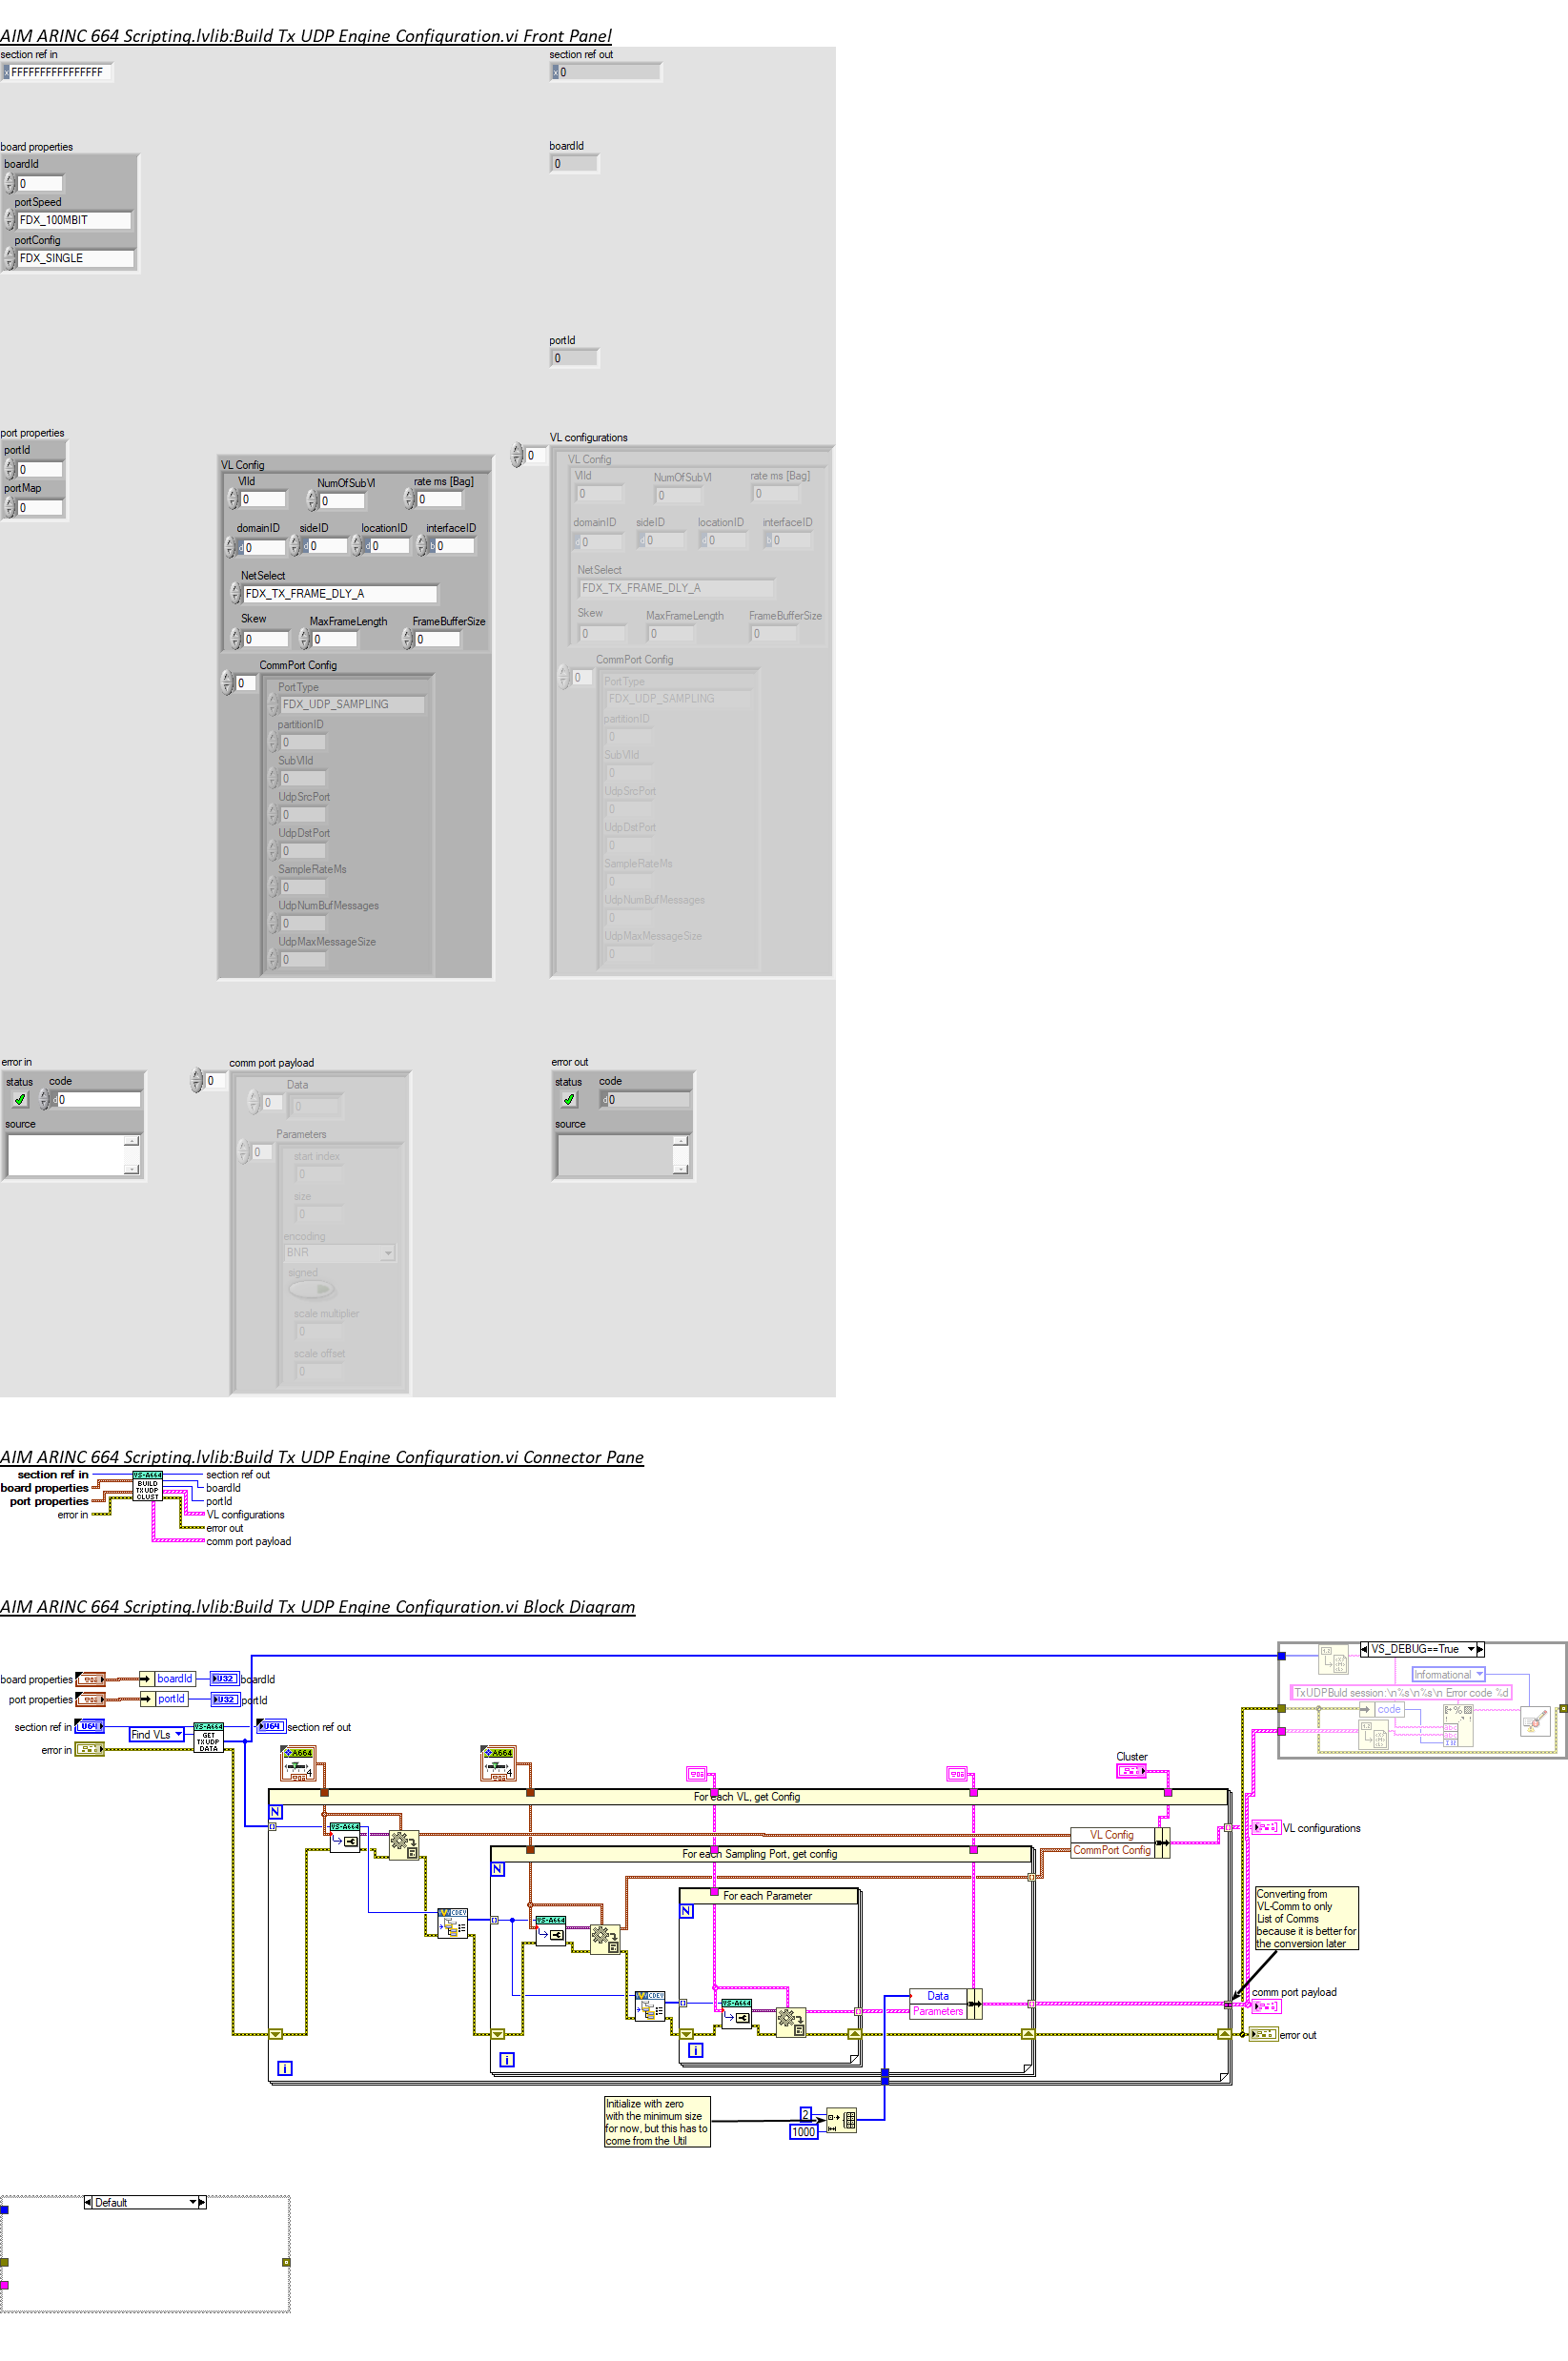 AIM ARINC 664 Scripting.lvlib:Build Tx UDP Engine Configuration.vi Front Panel
section ref in
x FFFFFFFFFFFFFFFF
section ref out
x 0
board properties
boardId
0
portSpeed
FDX_100MBIT
portConfig
FDX_SINGLE
boardId
0
portId
0
port properties
portId
0
portMap
0
VL Config
VlId
0
NumOfSubVl
0
rate ms [Bag]
0
domainID
d 0
sideID
d 0
locationID
d 0
interfaceID
b 0
NetSelect
FDX_TX_FRAME_DLY_A
Skew
0
MaxFrameLength
0
FrameBufferSize
0
0
CommPort Config
PortType
FDX_UDP_SAMPLING
partitionID
0
SubVlId
0
UdpSrcPort
0
UdpDstPort
0
SampleRateMs
0
UdpNumBufMessages
0
UdpMaxMessageSize
0
VL configurations
0
VL Config
VlId
0
NumOfSubVl
0
rate ms [Bag]
0
domainID
d 0
sideID
d 0
locationID
d 0
interfaceID
b 0
NetSelect
FDX_TX_FRAME_DLY_A
Skew
0
MaxFrameLength
0
FrameBufferSize
0
0
CommPort Config
PortType
FDX_UDP_SAMPLING
partitionID
0
SubVlId
0
UdpSrcPort
0
UdpDstPort
0
SampleRateMs
0
UdpNumBufMessages
0
UdpMaxMessageSize
0
error in
status
code
d 0
source
comm port payload
0
Data
0
0
Parameters
0
start index
0
size
0
encoding
BNR
signed
scale multiplier
0
scale offset
0
error out
status
code
d 0
source
AIM ARINC 664 Scripting.lvlib:Build Tx UDP Engine Configuration.vi Connector Pane
section ref in
board properties
port properties
error in
VS-A664
BUILD
TX UDP
CLUST
section ref out
boardId
portId
VL configurations
error out
comm port payload
AIM ARINC 664 Scripting.lvlib:Build Tx UDP Engine Configuration.vi Block Diagram
board properties
boardId
U32
boardId
port properties
portId
U32
portId
section ref in
U64
Find VLs
VS-A664
GET
TX UDP
DATA
U64
section ref out
error in
A664
4
A664
4
Cluster
For each VL, get Config
N
VS-A664
VL Config
CommPort Config
For each Sampling Port, get config
N
CDEV
VS-A664
For each Parameter
N
CDEV
VS-A664
Data
Parameters
i
i
i
VS_DEBUG==True
Informational
TxUDPBuld session:\n%s\n%s\n Error code %d
code
VL configurations
Converting from
VL-Comm to only
List of Comms
because it is better for
the conversion later
comm port payload
error out
Initialize with zero
with the minimum size
for now, but this has to
come from the Util
2
1000
Default